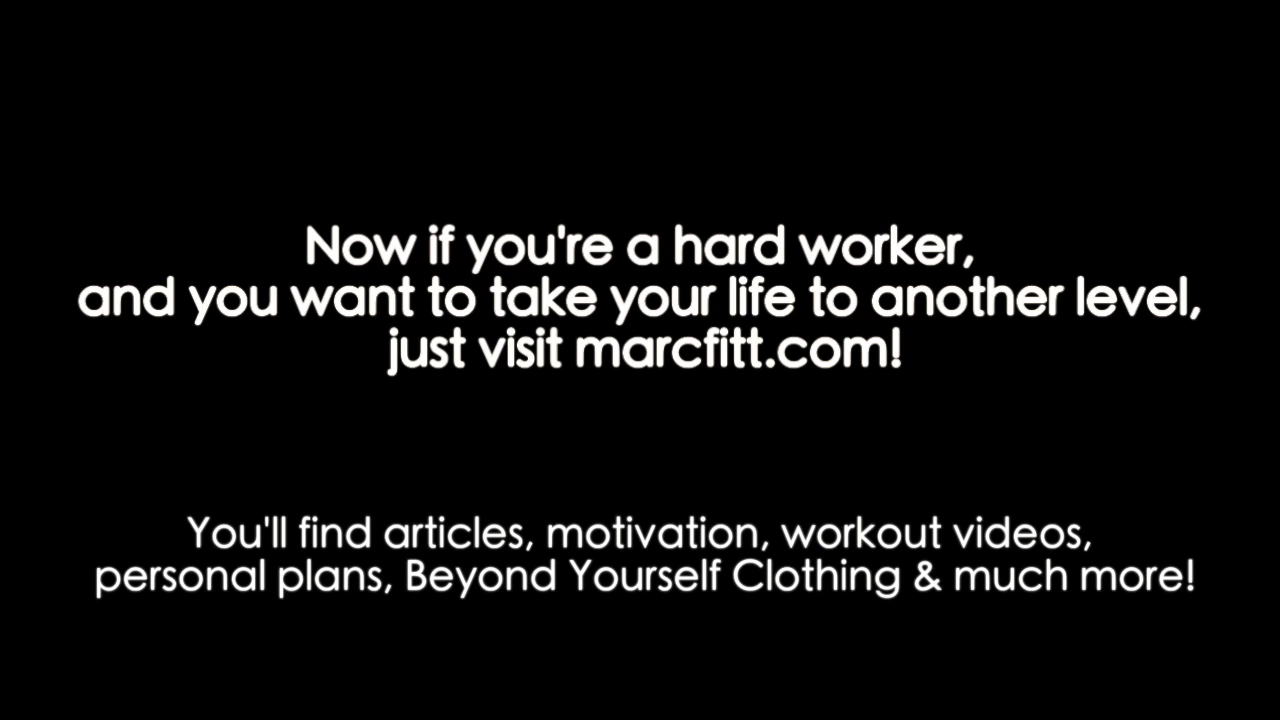 Now if you're a hard worker,
and you want to take your life to another level,
just visit marcfitt.com!
You'll find articles, motivation, workout videos,
personal plans, Beyond Yourself Clothing & much more!